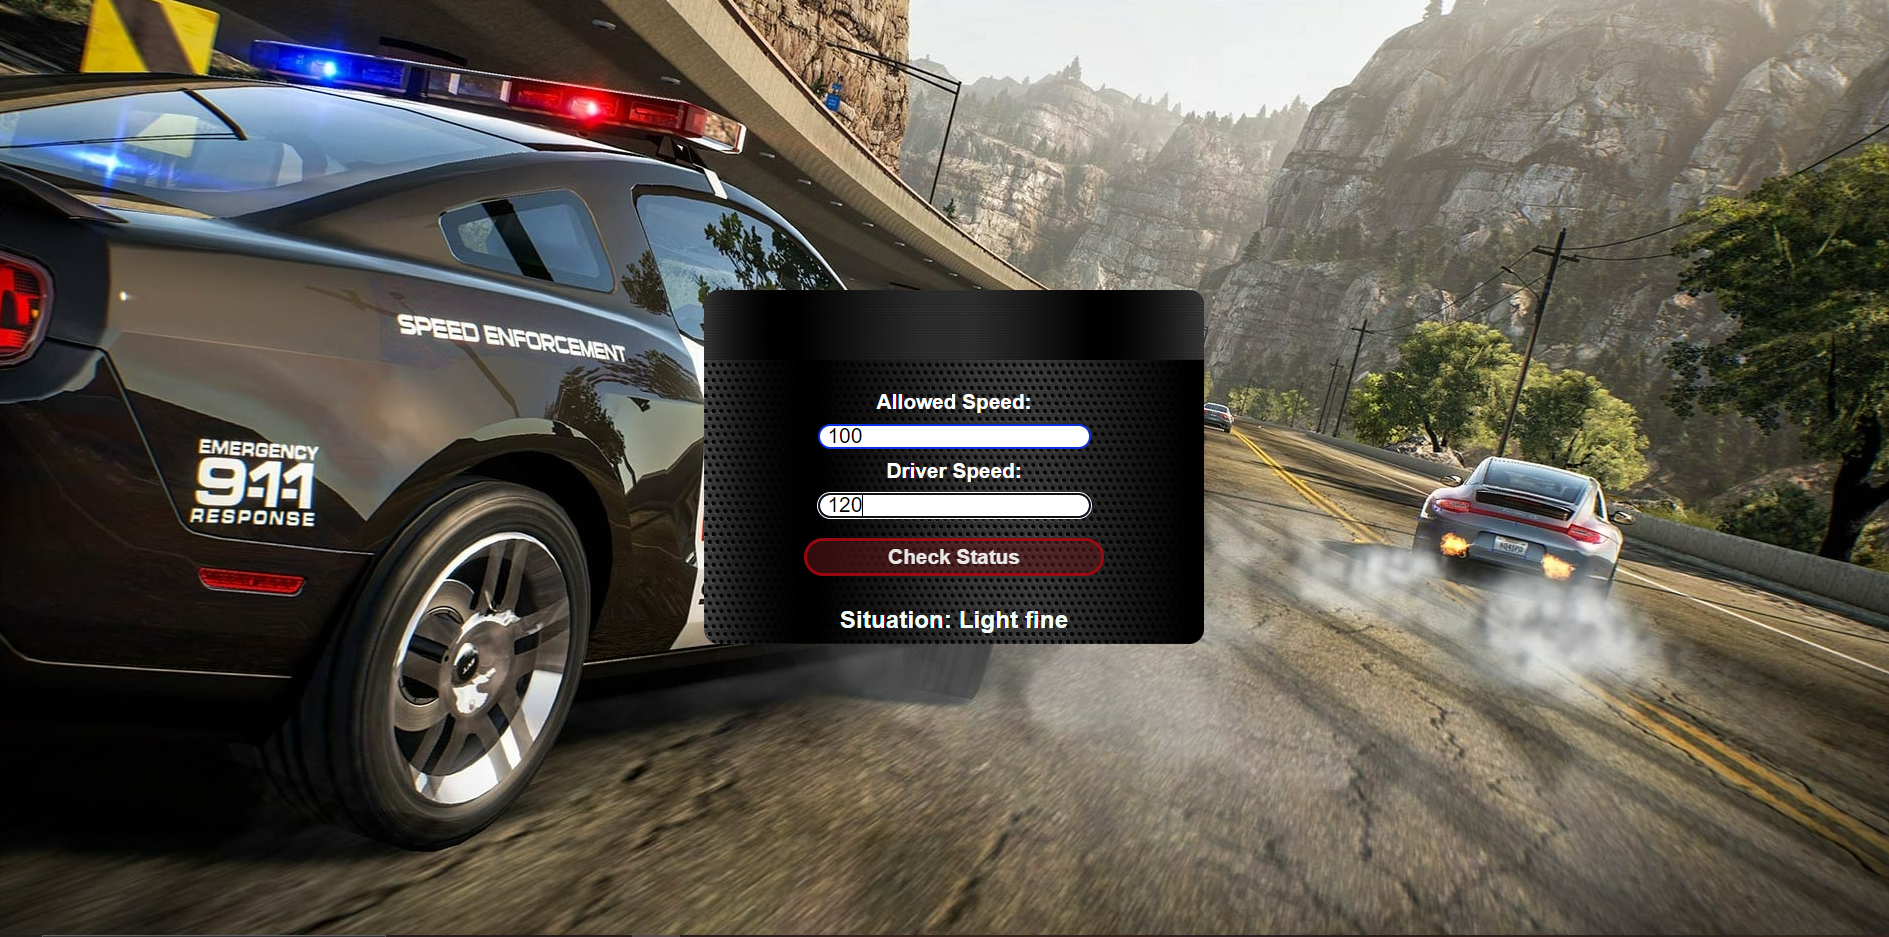 SPEED ENFORCEMENT
EMERGENCY
911
RESPONSE
Allowed Speed:
100
Driver Speed:
120
Check Status
Situation: Light fine